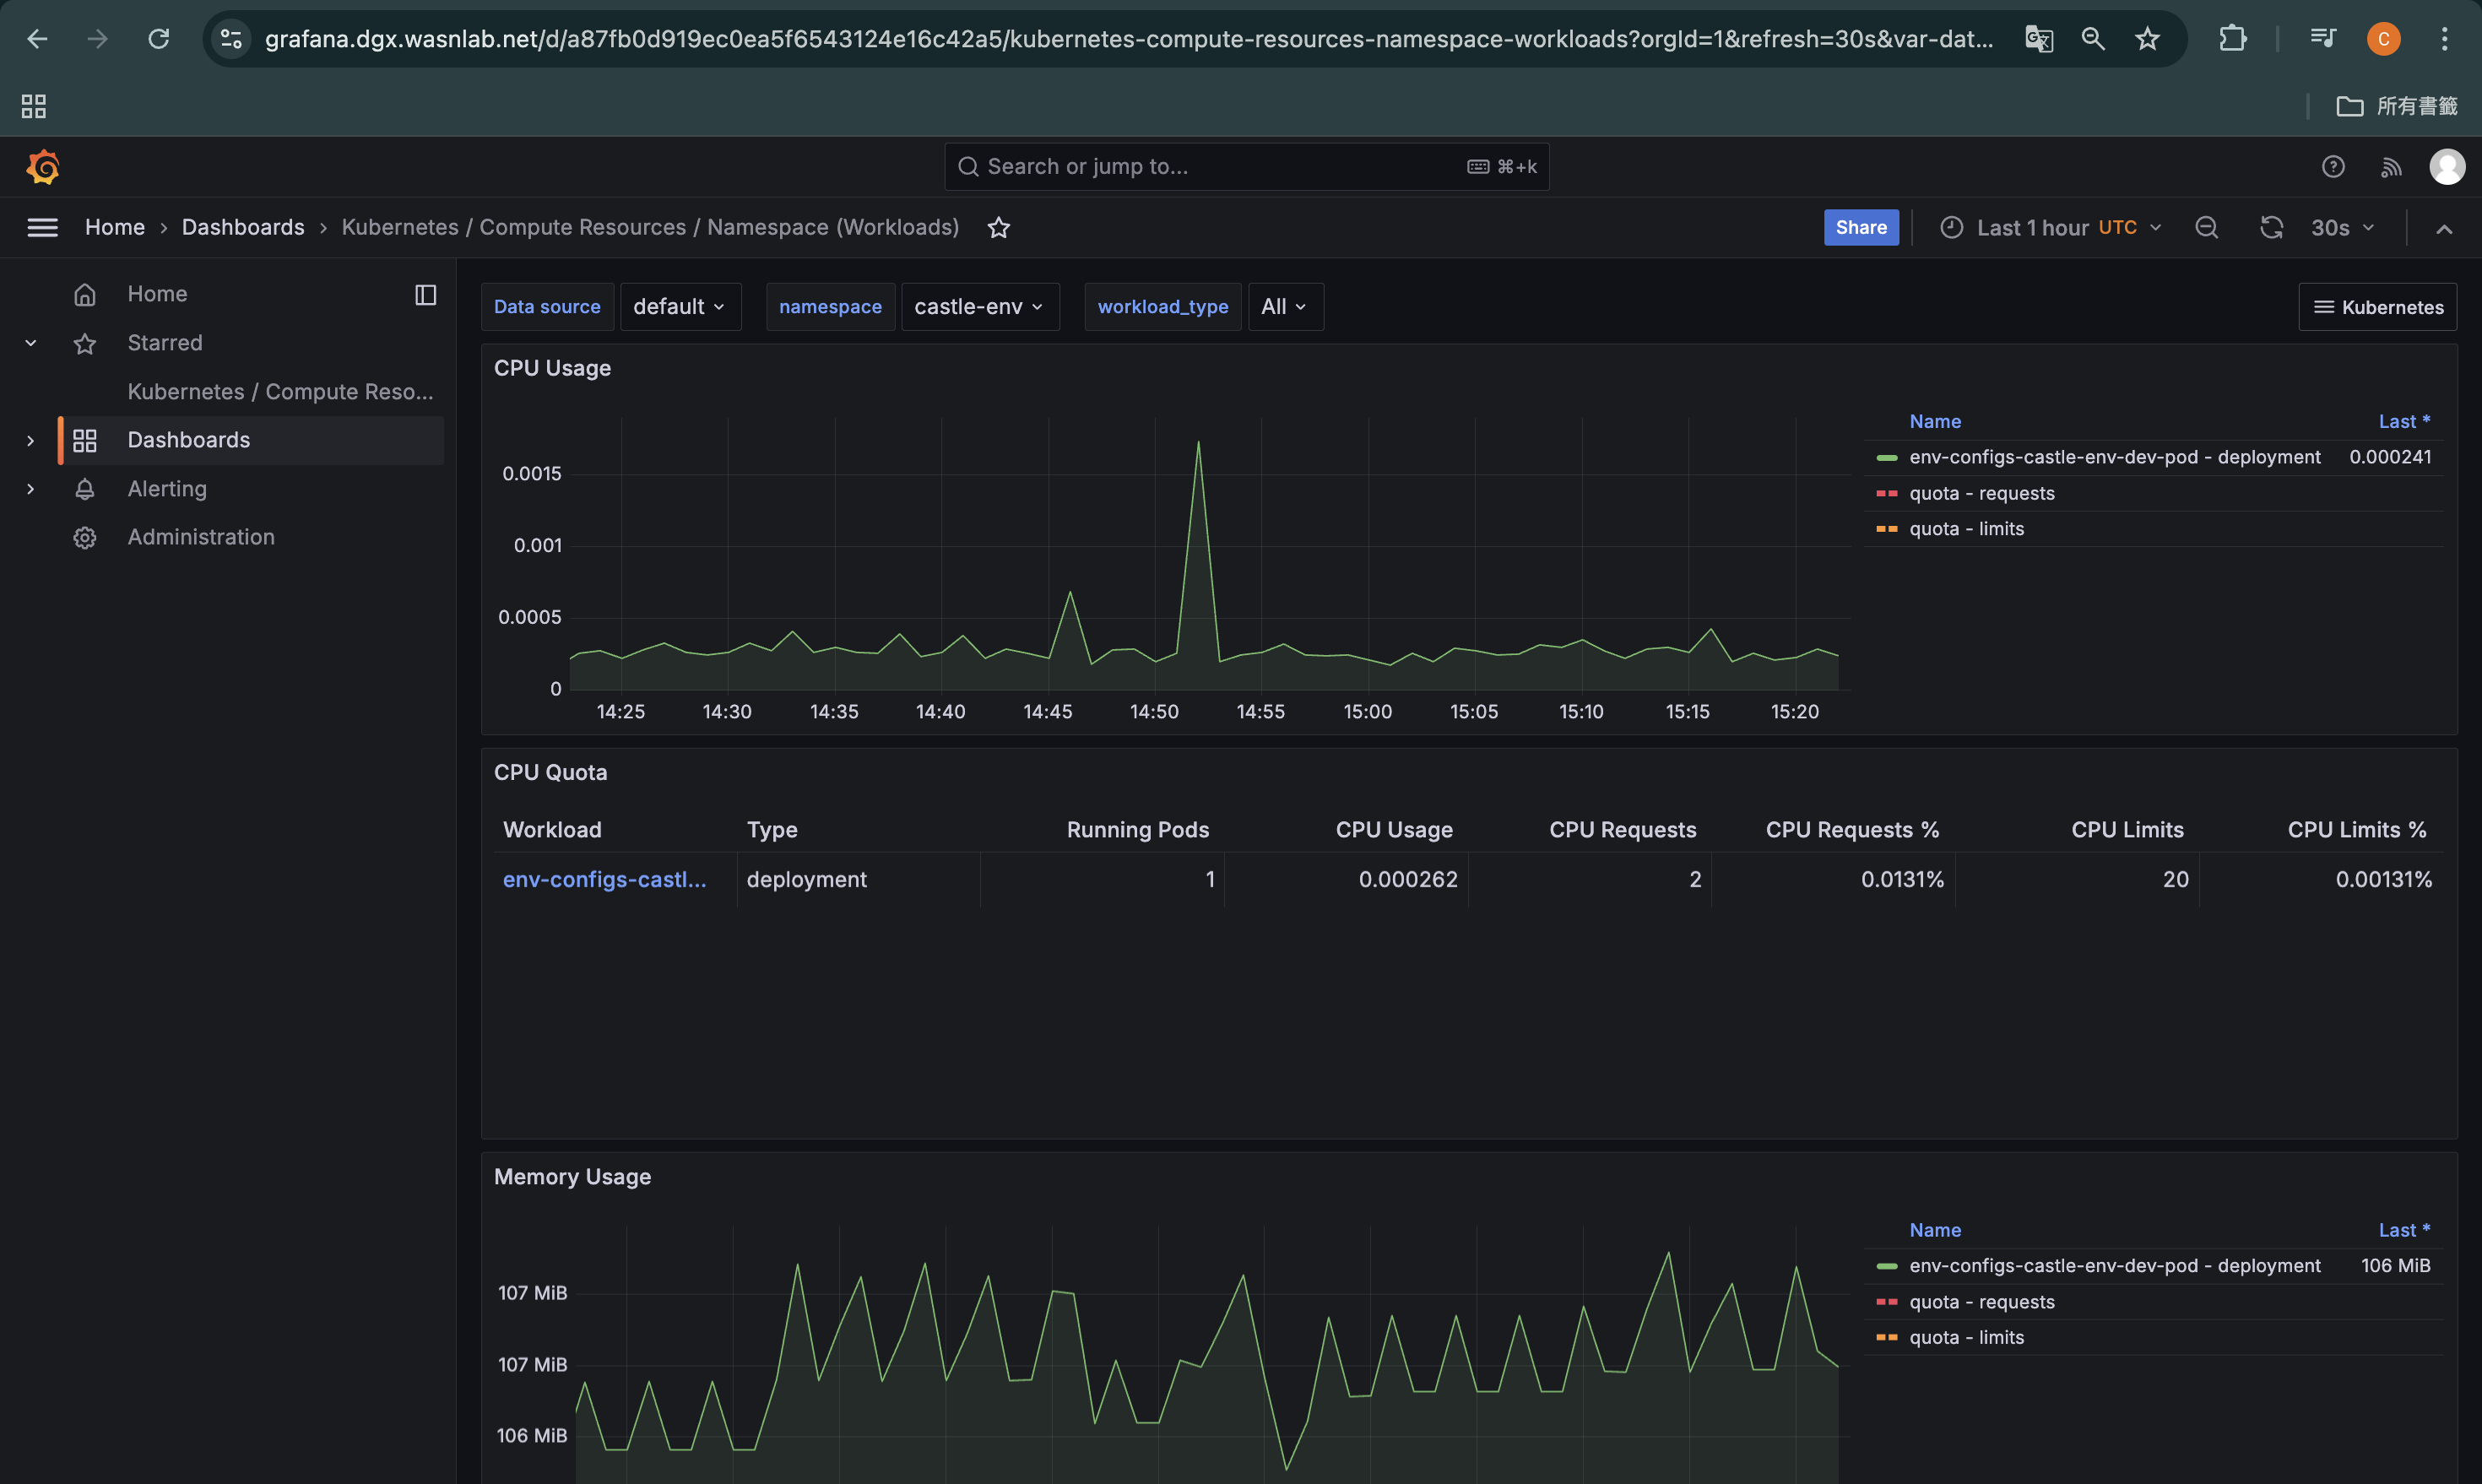 grafana.dgx.wasnlab.net/d/a87fb0d919ec0ea5f6543124e16c42a5/kubernetes-compute-resources-namespace-workloads?orgId=1&refresh=30s&var-dat...
C
所有書籤
Search or jump to...
⌘+k
Home › Dashboards › Kubernetes / Compute Resources / Namespace (Workloads)
Share
Last 1 hour UTC
30s
Home
Starred
Kubernetes / Compute Reso...
Dashboards
Alerting
Administration
Data source default
namespace castle-env
workload_type All
Kubernetes
CPU Usage
0.0015
0.001
0.0005
0
14:25 14:30 14:35 14:40 14:45 14:50 14:55 15:00 15:05 15:10 15:15 15:20
Name Last *
env-configs-castle-env-dev-pod - deployment 0.000241
quota - requests
quota - limits
CPU Quota
Workload Type Running Pods CPU Usage CPU Requests CPU Requests % CPU Limits CPU Limits %
env-configs-castl... deployment 1 0.000262 2 0.0131% 20 0.00131%
Memory Usage
107 MiB
107 MiB
106 MiB
Name Last *
env-configs-castle-env-dev-pod - deployment 106 MiB
quota - requests
quota - limits